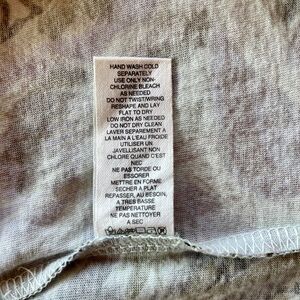 HAND WASH COLD
SEPARATELY
USE ONLY NON-
CHLORINE BLEACH
AS NEEDED
DO NOT TWIST/WRING
RESHAPE AND LAY
FLAT TO DRY
LOW IRON AS NEEDED
DO NOT DRY CLEAN
LAVER SEPAREMENT A
LA MAIN A L'EAU FROIDE
UTILISER UN
JAVELLISANT NON
CHLORE QUAND C'EST
NEC
NE PAS TORDE OU
ESSORER
METTRE EN FORME
SECHER A PLAT
REPASSER, AU BESOIN,
A TRES BASSE
TEMPERATURE
NE PAS NETTOYER
A SEC